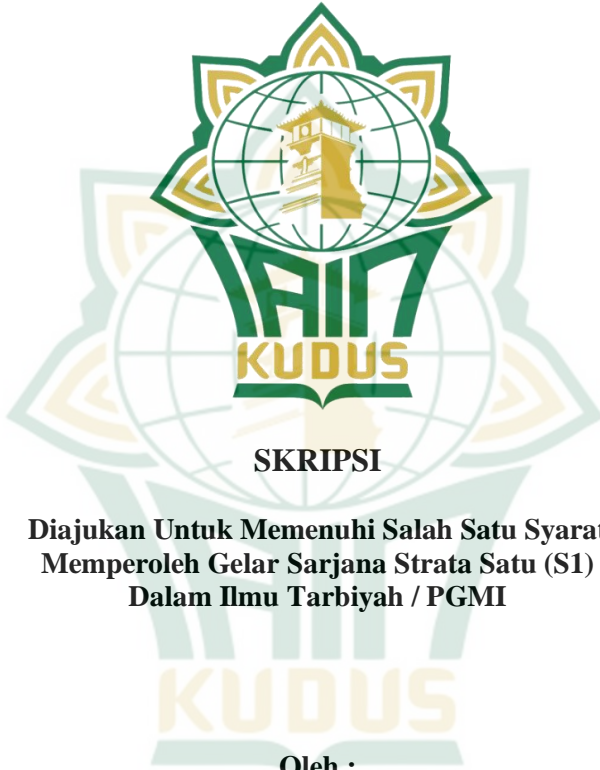 IAIN
KUDUS
SKRIPSI
Diajukan Untuk Memenuhi Salah Satu Syarat
Memperoleh Gelar Sarjana Strata Satu (S1)
Dalam Ilmu Tarbiyah / PGMI
KUDUS
Oleh :